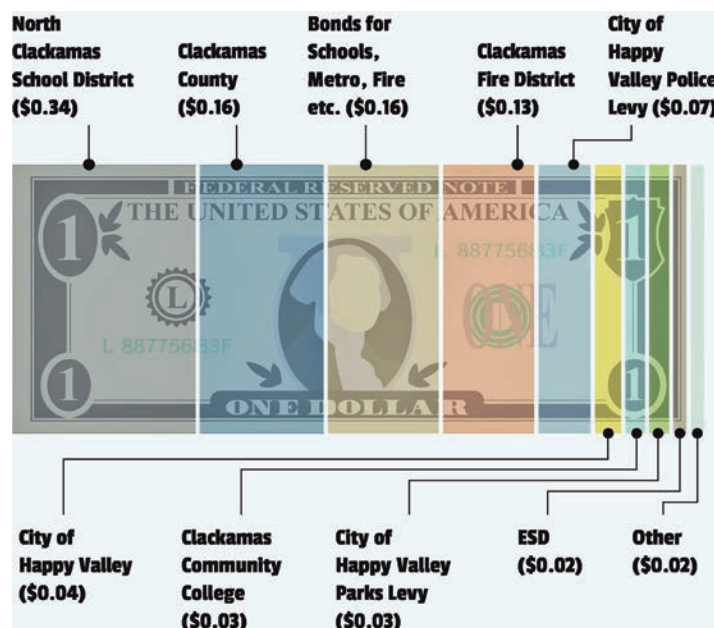 North
Clackamas
School District
($0.34)
Clackamas
County
($0.16)
Bonds for
Schools,
Metro, Fire
etc. ($0.16)
Clackamas
Fire District
($0.13)
City of
Happy
Valley Police
Levy ($0.07)
FEDERAL RESERVED NOTE
THE UNITED STATES OF AMERICA
1
1
L 88775683F
L
ONE
L 88775683F
1
1
ONE DOLLAIR
City of
Happy Valley
($0.04)
Clackamas
Community
College
($0.03)
City of
Happy Valley
Parks Levy
($0.03)
ESD
($0.02)
Other
($0.02)